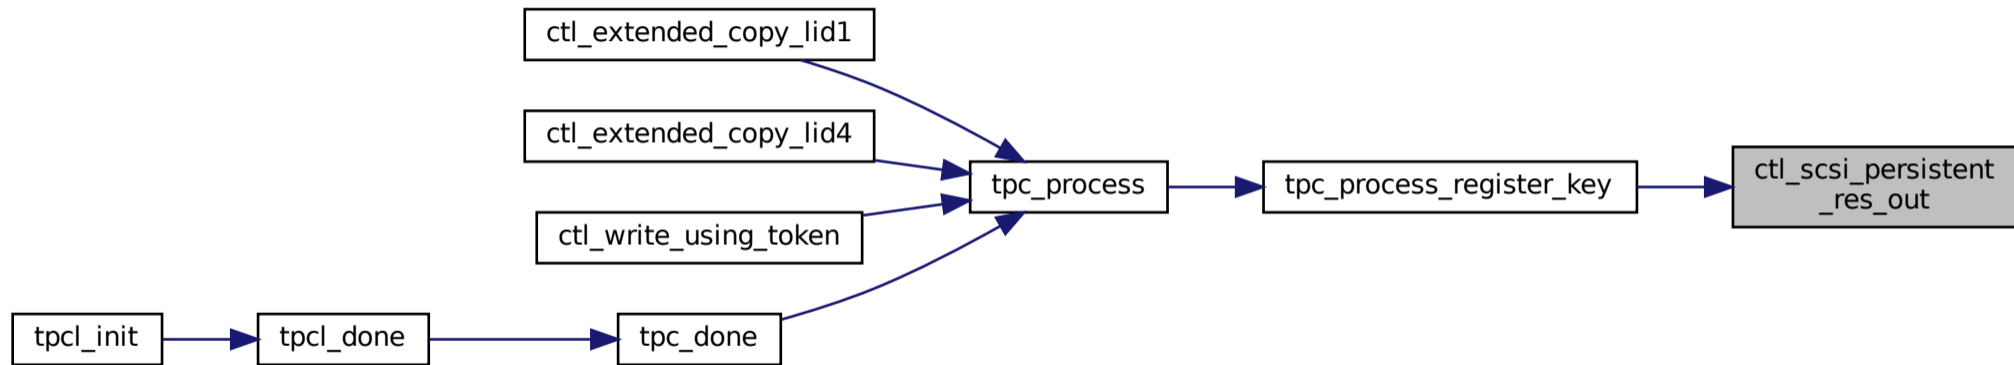 ctl_extended_copy_lid1
ctl_extended_copy_lid4
ctl_write_using_token
tpcl_init
tpcl_done
tpc_done
tpc_process
tpc_process_register_key
ctl_scsi_persistent
_res_out